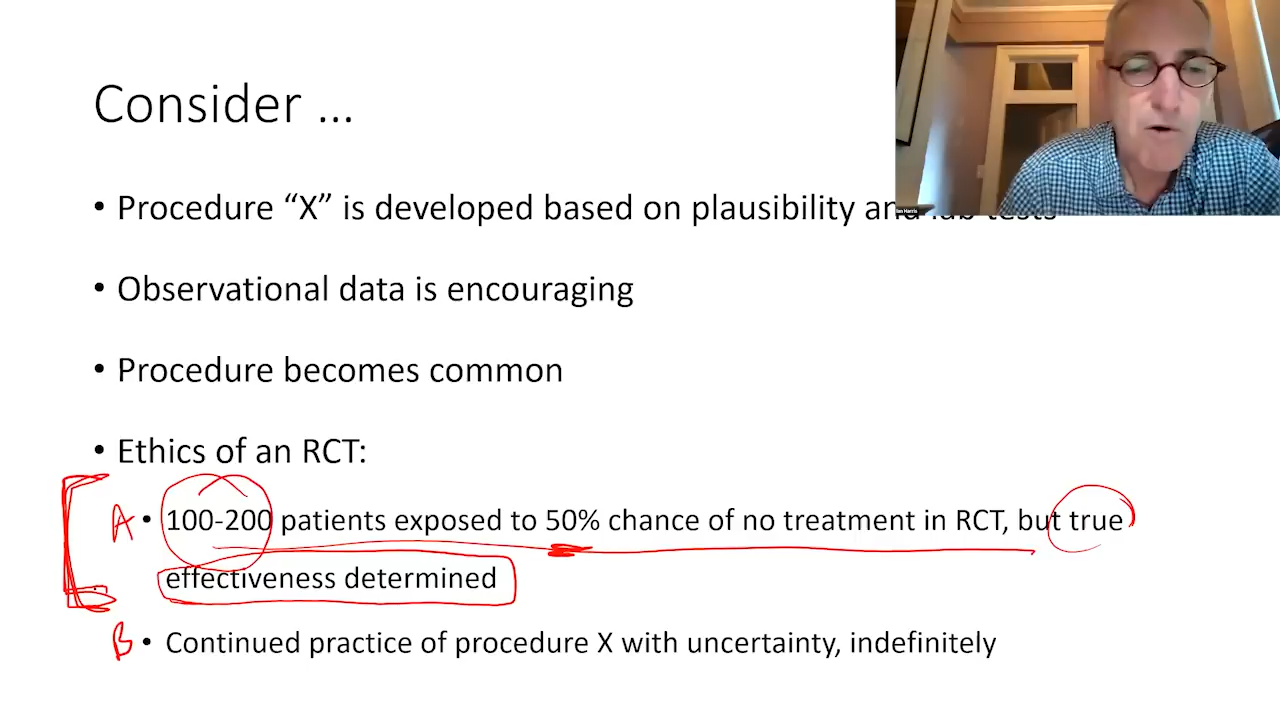 Consider ...
• Procedure “X” is developed based on plausibility and lab tests
Ian Harris
• Observational data is encouraging
• Procedure becomes common
• Ethics of an RCT:
A • 100-200 patients exposed to 50% chance of no treatment in RCT, but true
effectiveness determined
B • Continued practice of procedure X with uncertainty, indefinitely